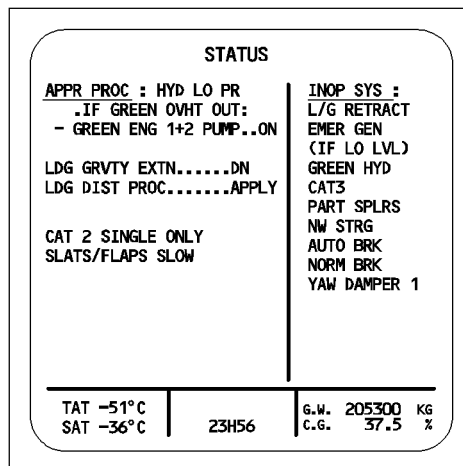 STATUS
APPR PROC : HYD LO PR
.IF GREEN OVHT OUT:
- GREEN ENG 1+2 PUMP..ON
LDG GRVTY EXTN......DN
LDG DIST PROC.......APPLY
CAT 2 SINGLE ONLY
SLATS/FLAPS SLOW
INOP SYS :
L/G RETRACT
EMER GEN
(IF LO LVL)
GREEN HYD
CAT3
PART SPLRS
NW STRG
AUTO BRK
NORM BRK
YAW DAMPER 1
TAT -51°C
SAT -36°C
23H56
G.W. 205300 KG
C.G. 37.5 %